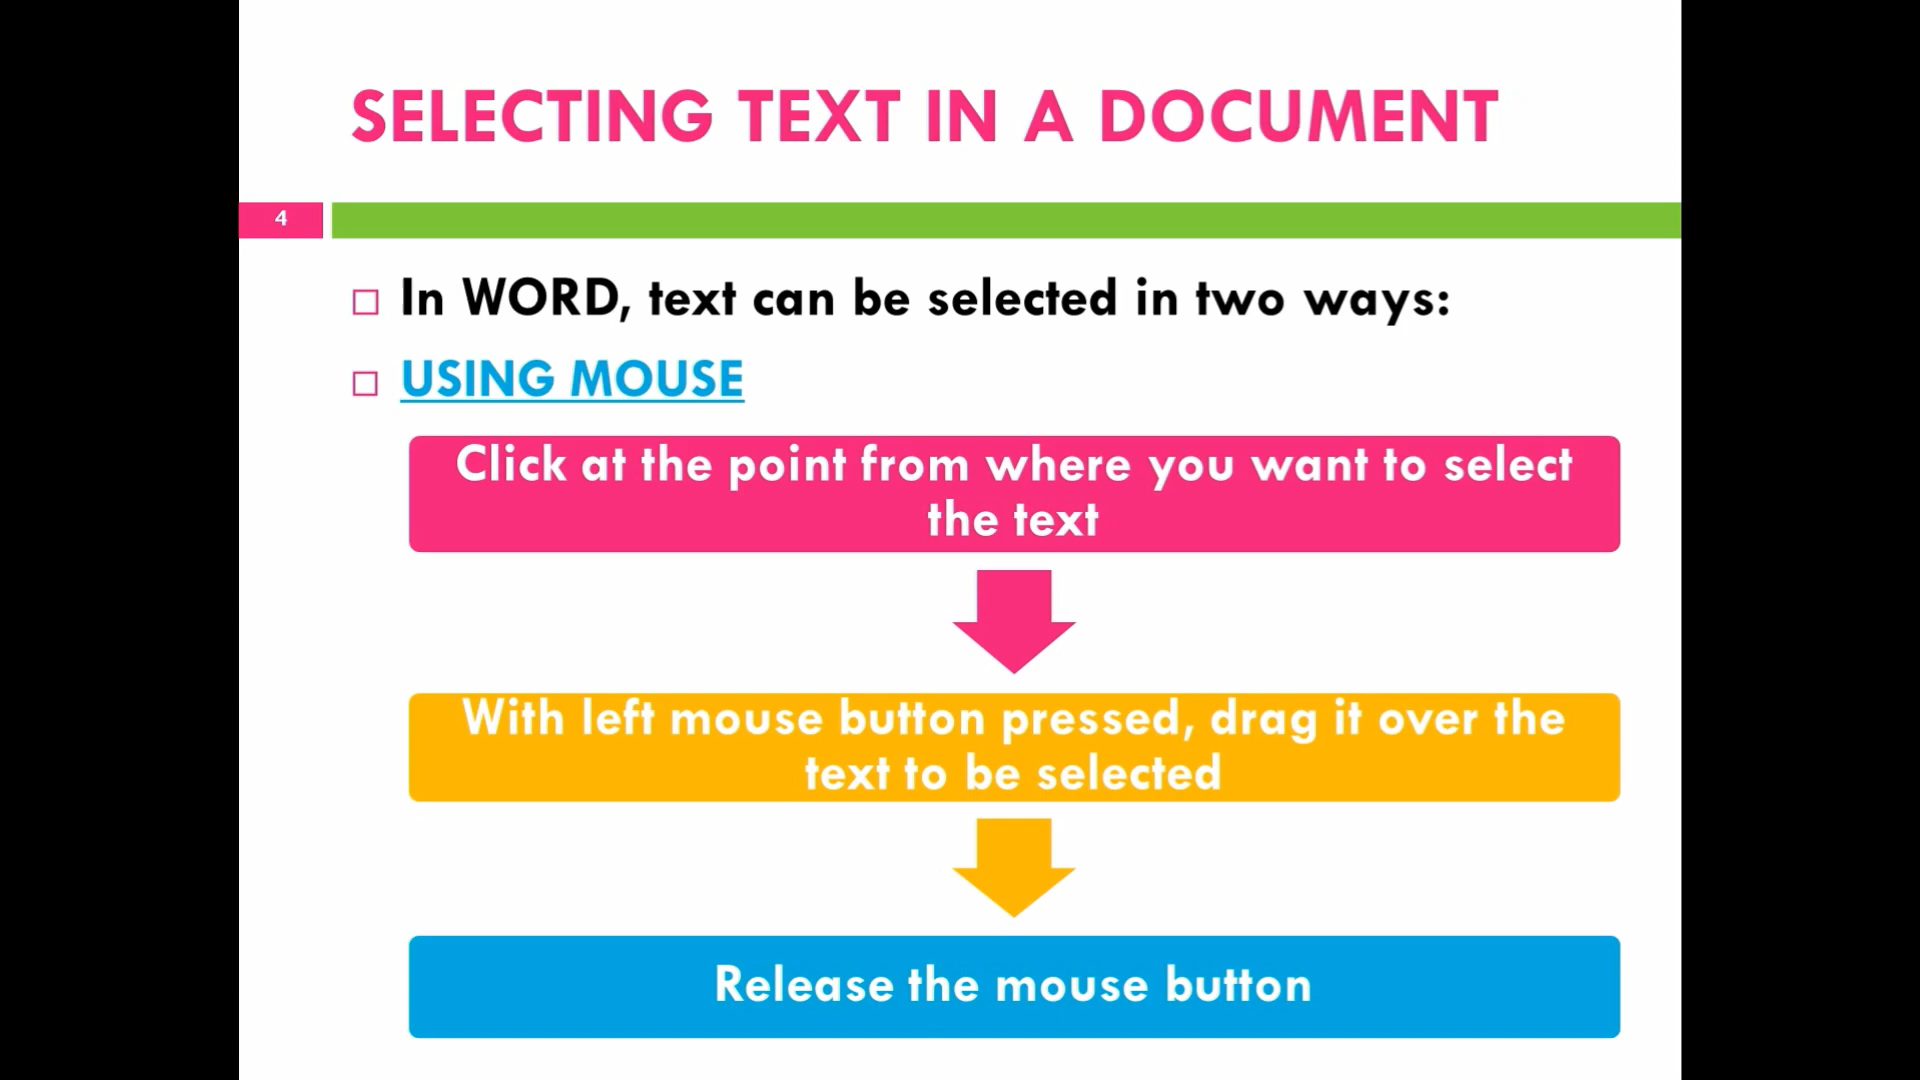 SELECTING TEXT IN A DOCUMENT
4
In WORD, text can be selected in two ways:
USING MOUSE
Click at the point from where you want to select
the text
With left mouse button pressed, drag it over the
text to be selected
Release the mouse button